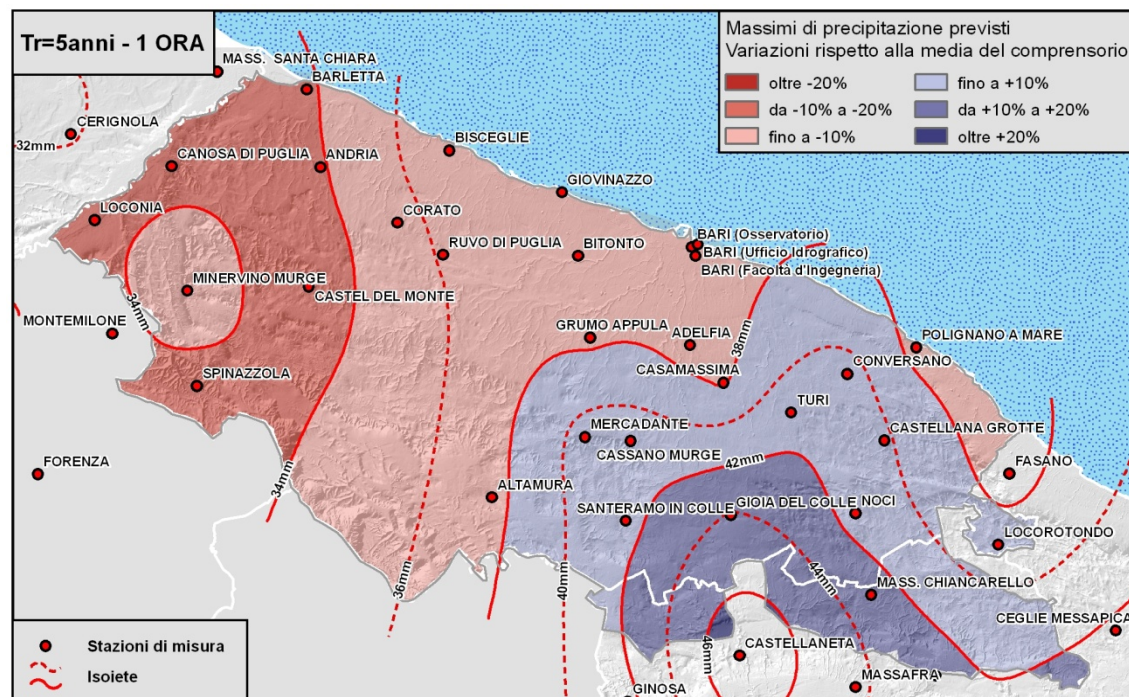 Tr=5anni - 1 ORA
Massimi di precipitazione previsti
Variazioni rispetto alla media del comprensorio
oltre -20%
fino a +10%
da -10% a -20%
da +10% a +20%
fino a -10%
oltre +20%
MASS. SANTA CHIARA
BARLETTA
CERIGNOLA
32mm
BISCEGLIE
CANOSA DI PUGLIA
ANDRIA
GIOVINAZZO
LOCONIA
CORATO
BARI (Osservatorio)
RUVO DI PUGLIA
BITONTO
BARI (Ufficio Idrografico)
BARI (Facoltà d'Ingegneria)
MINERVINO MURGE
34mm
CASTEL DEL MONTE
MONTEMILONE
GRUMO APPULA
ADELFIA
38mm
POLIGNANO A MARE
CONVERSANO
SPINAZZOLA
CASAMASSIMA
TURI
MERCADANTE
CASTELLANA GROTTE
CASSANO MURGE
FORENZA
42mm
FASANO
34mm
ALTAMURA
SANTERAMO IN COLLE
GIOIA DEL COLLE
NOCI
LOCOROTONDO
36mm
40mm
44mm
MASS. CHIANCARELLO
CEGLIE MESSAPICA
46mm
CASTELLANETA
MASSAFRA
GINOSA
Stazioni di misura
Isoiete